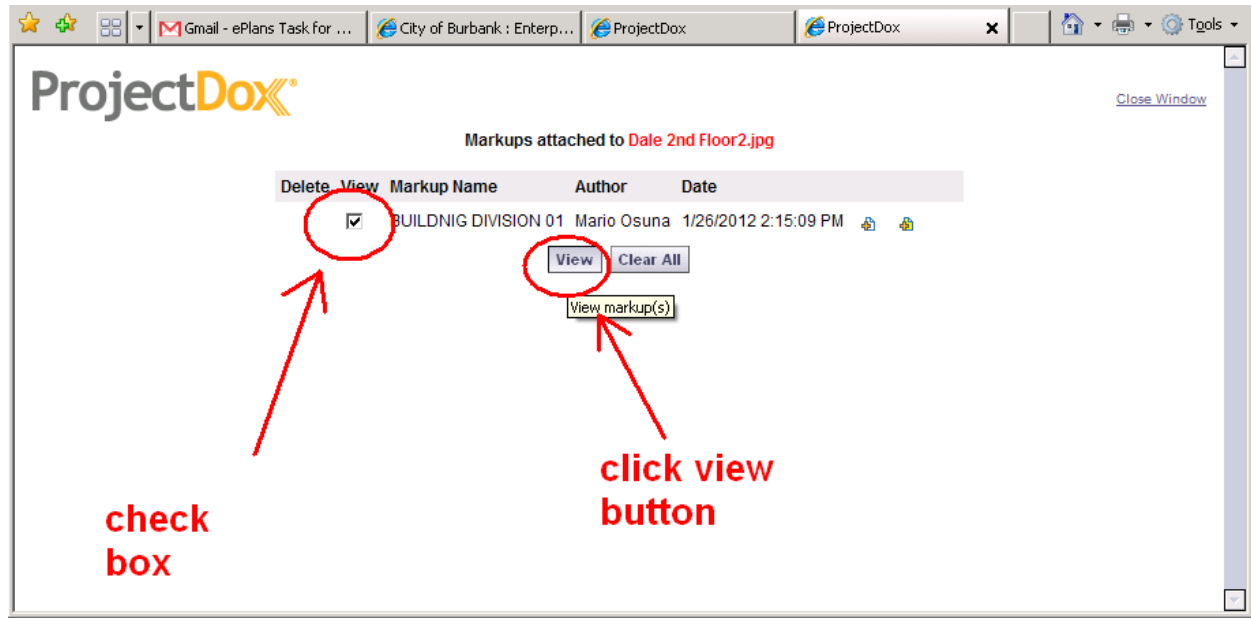 Gmail - ePlans Task for ... City of Burbank : Enterp... ProjectDox ProjectDox x Tools
ProjectDox
Close Window
Markups attached to Dale 2nd Floor2.jpg
Delete View Markup Name Author Date
BUILDNIG DIVISION 01 Mario Osuna 1/26/2012 2:15:09 PM
View Clear All
View markup(s)
click view
button
check
box